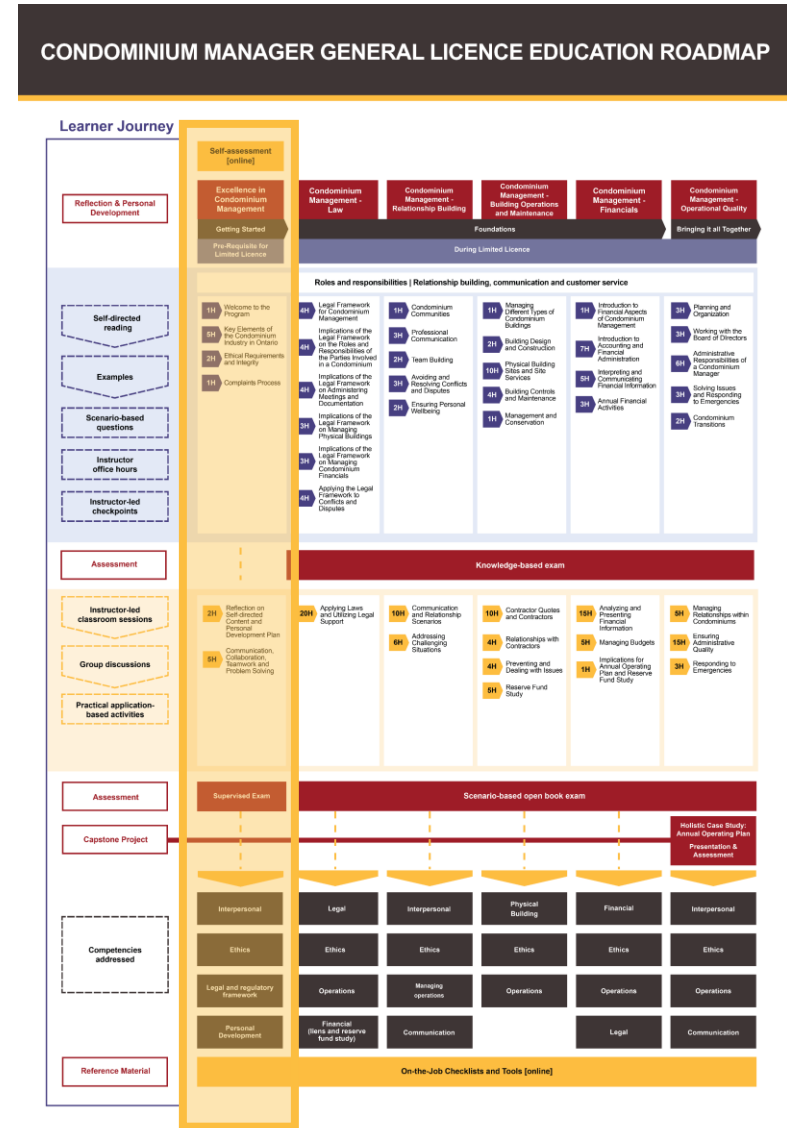 CONDOMINIUM MANAGER GENERAL LICENCE EDUCATION ROADMAP
Learner Journey
Self-assessment
[online]
Reflection & Personal
Development
Excellence in
Condominium
Management
Condominium
Management -
Law
Condominium
Management -
Relationship Building
Condominium
Management -
Building Operations
and Maintenance
Condominium
Management -
Financials
Condominium
Management -
Operational Quality
Getting Started
Foundations
Bringing it all Together
Pre-Requisite for
Limited Licence
During Limited Licence
Roles and responsibilities | Relationship building, communication and customer service
Self-directed
reading
Examples
Scenario-based
questions
Instructor
office hours
Instructor-led
checkpoints
1H Welcome to the
Program
5H Key Elements of
the Condominium
Industry in Ontario
2H Ethical Requirements
and Integrity
1H Complaints Process
4H Legal Framework
for Condominium
Management
4H Implications of the
Legal Framework
on the Roles and
Responsibilities of
the Parties Involved
in a Condominium
4H Implications of the
Legal Framework
on Administering
Meetings and
Documentation
3H Implications of the
Legal Framework
on Managing
Physical Buildings
3H Implications of the
Legal Framework
on Managing
Condominium
Financials
4H Applying the Legal
Framework to
Conflicts and
Disputes
1H Condominium
Communities
3H Professional
Communication
2H Team Building
3H Avoiding and
Resolving Conflicts
and Disputes
2H Ensuring Personal
Wellbeing
1H Managing
Different Types of
Condominium
Buildings
2H Building Design
and Construction
10H Physical Building
Sites and Site
Services
4H Building Controls
and Maintenance
1H Management and
Conservation
1H Introduction to
Financial Aspects
of Condominium
Management
7H Introduction to
Accounting and
Financial
Administration
5H Interpreting and
Communicating
Financial Information
3H Annual Financial
Activities
3H Planning and
Organization
3H Working with the
Board of Directors
6H Administrative
Responsibilities of
a Condominium
Manager
3H Solving Issues
and Responding
to Emergencies
2H Condominium
Transitions
Assessment
Knowledge-based exam
Instructor-led
classroom sessions
Group discussions
Practical application-
based activities
2H Reflection on
Self-directed
Content and
Personal
Development Plan
5H Communication,
Collaboration,
Teamwork and
Problem Solving
20H Applying Laws
and Utilizing Legal
Support
10H Communication
and Relationship
Scenarios
6H Addressing
Challenging
Situations
10H Contractor Quotes
and Contractors
4H Relationships with
Contractors
4H Preventing and
Dealing with Issues
5H Reserve Fund
Study
15H Analyzing and
Presenting
Financial
Information
5H Managing Budgets
1H Implications for
Annual Operating
Plan and Reserve
Fund Study
5H Managing
Relationships within
Condominiums
15H Ensuring
Administrative
Quality
3H Responding to
Emergencies
Assessment
Supervised Exam
Scenario-based open book exam
Capstone Project
Holistic Case Study:
Annual Operating Plan
Presentation &
Assessment
Competencies
addressed
Interpersonal
Legal
Interpersonal
Physical
Building
Financial
Interpersonal
Ethics
Ethics
Ethics
Ethics
Ethics
Ethics
Legal and regulatory
framework
Operations
Managing
operations
Operations
Operations
Operations
Personal
Development
Financial
(liens and reserve
fund study)
Communication
Legal
Communication
Reference Material
On-the-Job Checklists and Tools [online]